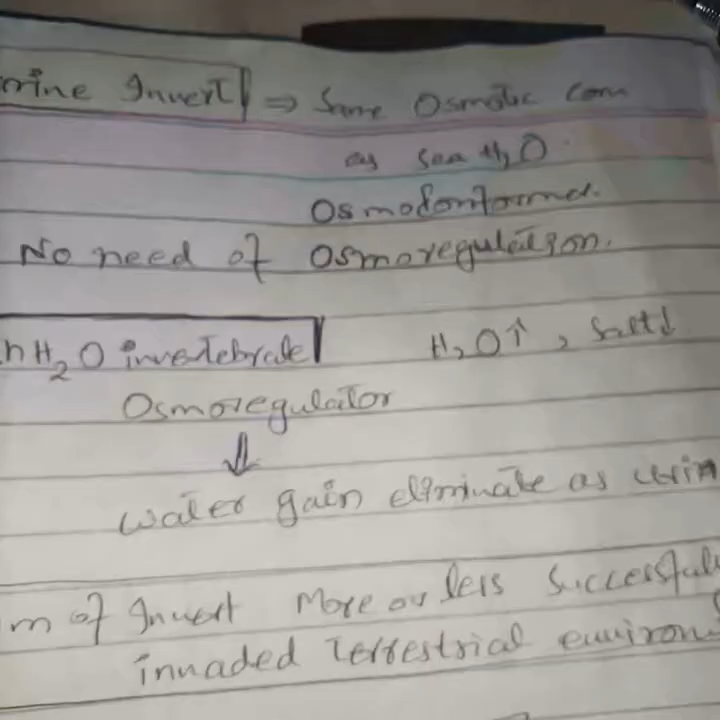 rine Invert ⇒ Same Osmotic Con
as sea H2O
Osmoconformer.
No need of Osmoregulation.
h H2O invertebrate H2O↑, Salt↓
Osmoregulator
⇓
Water gain eliminate as urin
m of Invert More or less Successful
invaded Terrestrial environ